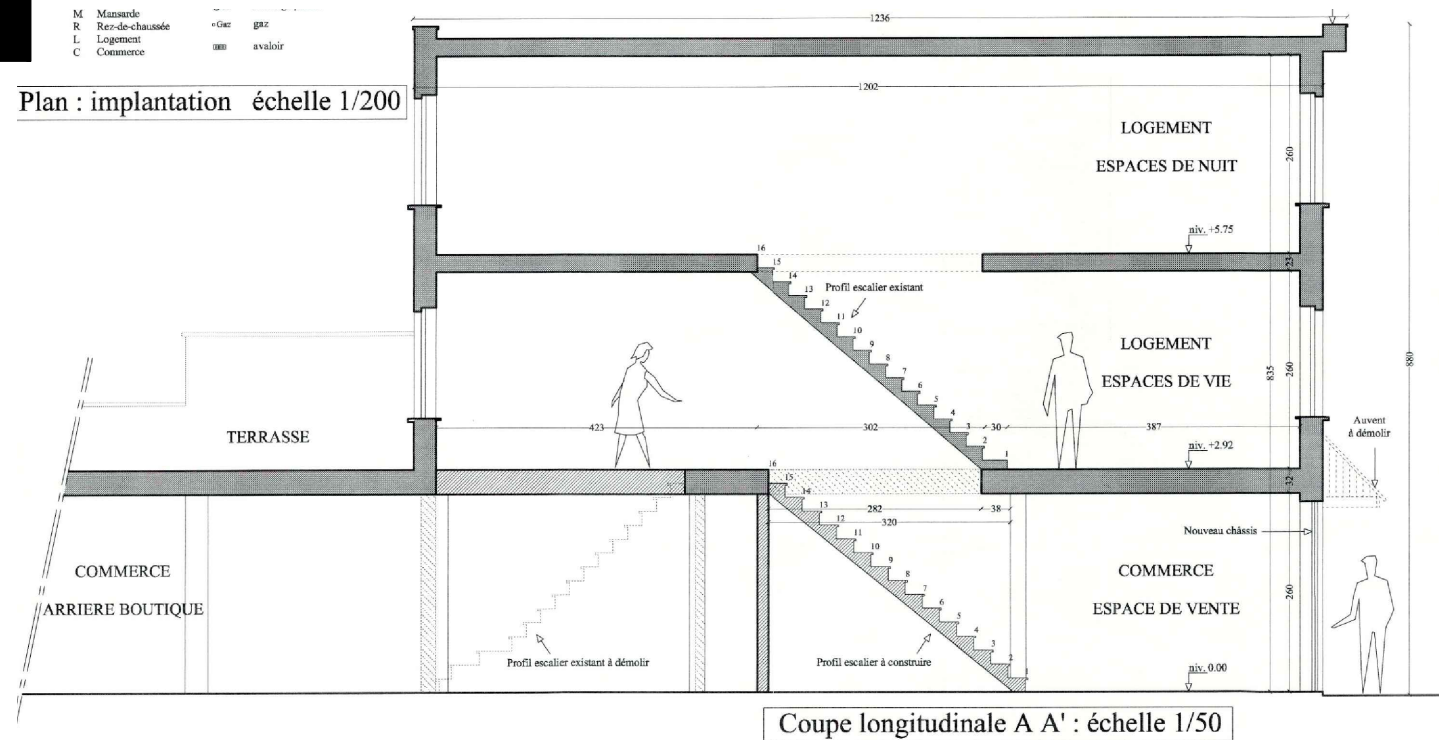 M Mansarde
R Rez-de-chaussée
L Logement
C Commerce
Gaz gaz
avaloir
Plan : implantation échelle 1/200
1236
1202
LOGEMENT
ESPACES DE NUIT
260
niv. +5.75
23
16
15
14
13
12
11
10
9
8
7
6
5
4
3
2
1
Profil escalier existant
LOGEMENT
ESPACES DE VIE
835
260
880
TERRASSE
423
302
30
387
niv. +2.92
Auvent
à démolir
32
16
15
14
13
12
11
10
9
8
7
6
5
4
3
2
1
282
38
320
Nouveau châssis
COMMERCE
ARRIERE BOUTIQUE
COMMERCE
ESPACE DE VENTE
260
Profil escalier existant à démolir
Profil escalier à construire
niv. 0.00
Coupe longitudinale A A' : échelle 1/50